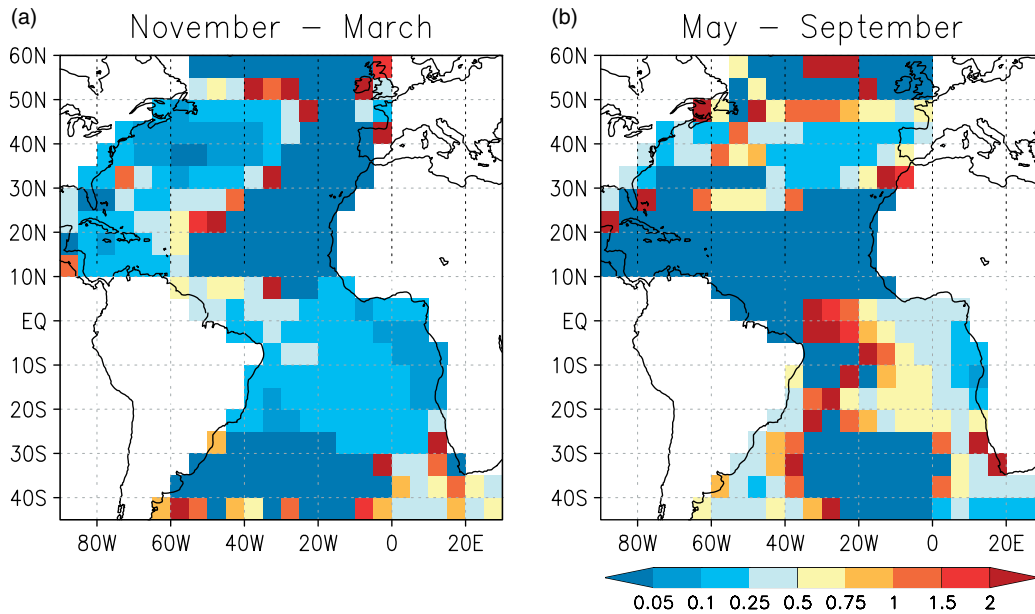 (a) November – March
60N
50N
40N
30N
20N
10N
EQ
10S
20S
30S
40S
80W 60W 40W 20W 0 20E
(b) May – September
60N
50N
40N
30N
20N
10N
EQ
10S
20S
30S
40S
80W 60W 40W 20W 0 20E
0.05 0.1 0.25 0.5 0.75 1 1.5 2